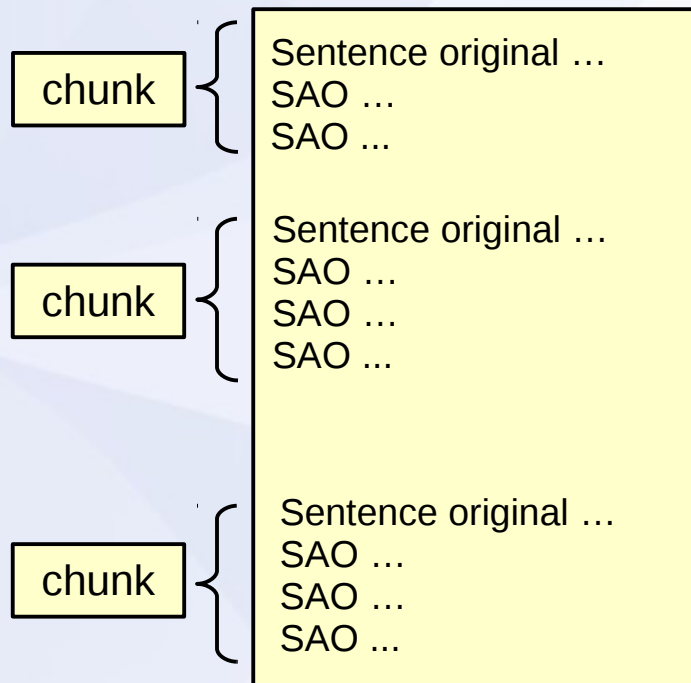 chunk
Sentence original …
SAO …
SAO ...
chunk
Sentence original …
SAO …
SAO …
SAO ...
chunk
Sentence original …
SAO …
SAO …
SAO ...